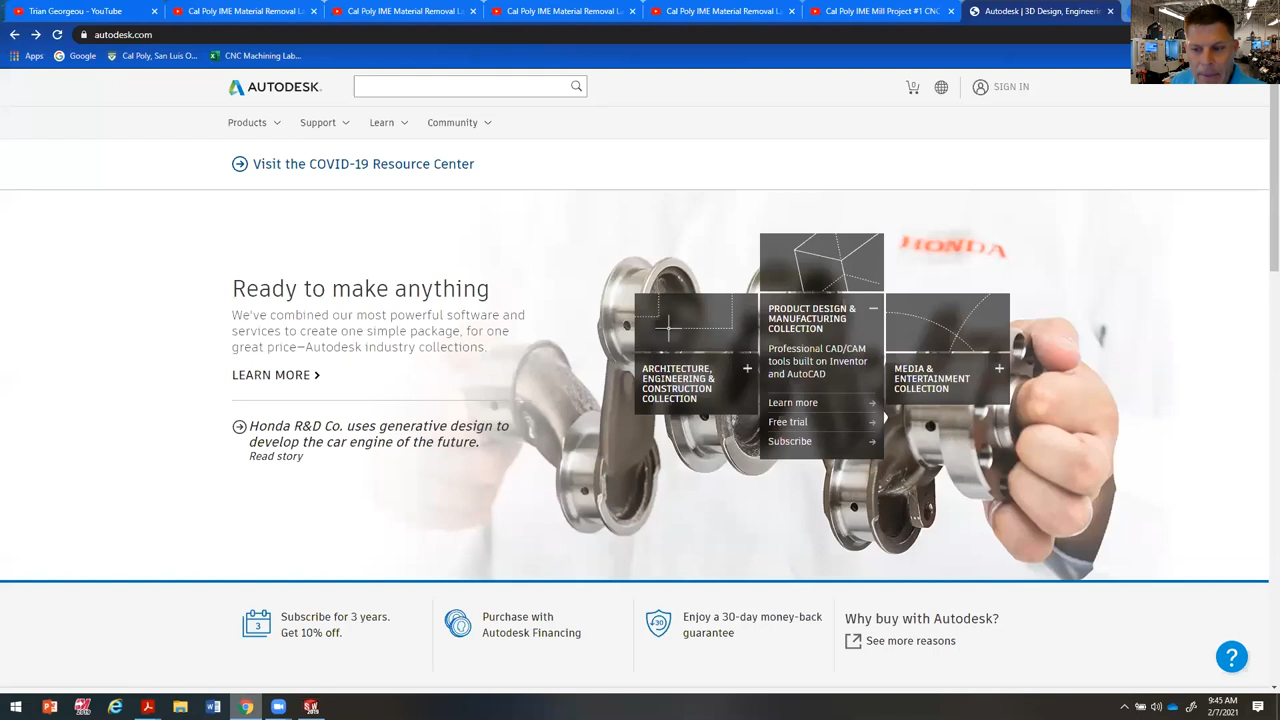 Trian Georgeou - YouTube
Cal Poly IME Material Removal La
Cal Poly IME Material Removal La
Cal Poly IME Material Removal La
Cal Poly IME Material Removal La
Cal Poly IME Mill Project #1 CNC
Autodesk | 3D Design, Engineerin
autodesk.com
Apps
Google
Cal Poly, San Luis O...
CNC Machining Lab...
AUTODESK.
0
SIGN IN
Products
Support
Learn
Community
Visit the COVID-19 Resource Center
HONDA
Ready to make anything
We've combined our most powerful software and
services to create one simple package, for one
great price—Autodesk industry collections.
LEARN MORE
Honda R&D Co. uses generative design to
develop the car engine of the future.
Read story
ARCHITECTURE,
ENGINEERING &
CONSTRUCTION
COLLECTION
PRODUCT DESIGN &
MANUFACTURING
COLLECTION
Professional CAD/CAM
tools built on Inventor
and AutoCAD
Learn more
Free trial
Subscribe
MEDIA &
ENTERTAINMENT
COLLECTION
3
Subscribe for 3 years.
Get 10% off.
Purchase with
Autodesk Financing
30
Enjoy a 30-day money-back
guarantee
Why buy with Autodesk?
See more reasons
?
9:45 AM
2/7/2021